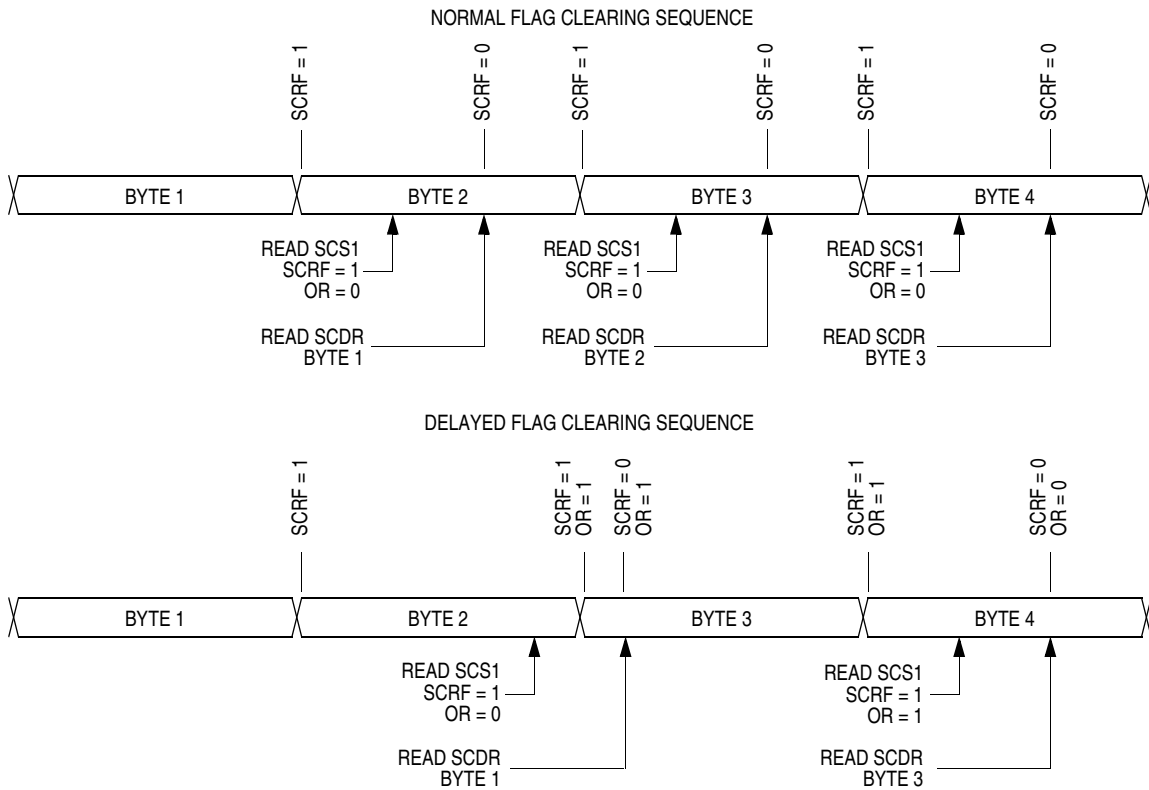 NORMAL FLAG CLEARING SEQUENCE
SCRF = 1
SCRF = 0
SCRF = 1
SCRF = 0
SCRF = 1
SCRF = 0
BYTE 1
BYTE 2
BYTE 3
BYTE 4
READ SCS1
SCRF = 1
OR = 0
READ SCS1
SCRF = 1
OR = 0
READ SCS1
SCRF = 1
OR = 0
READ SCDR
BYTE 1
READ SCDR
BYTE 2
READ SCDR
BYTE 3
DELAYED FLAG CLEARING SEQUENCE
SCRF = 1
SCRF = 1
OR = 1
SCRF = 0
OR = 1
SCRF = 1
OR = 1
SCRF = 0
OR = 0
BYTE 1
BYTE 2
BYTE 3
BYTE 4
READ SCS1
SCRF = 1
OR = 0
READ SCS1
SCRF = 1
OR = 1
READ SCDR
BYTE 1
READ SCDR
BYTE 3